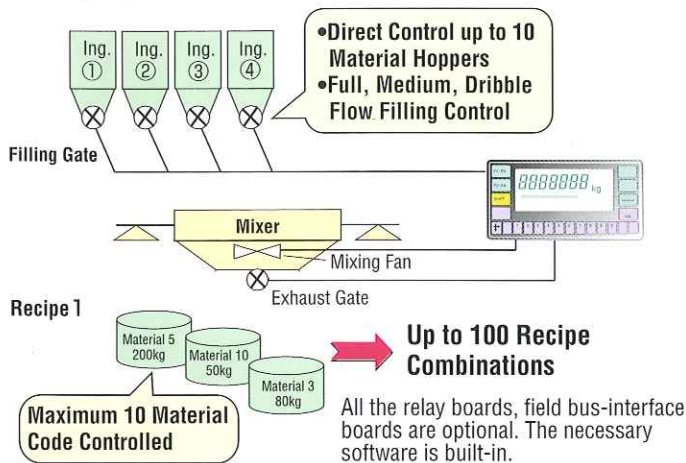 Ing. ① Ing. ② Ing. ③ Ing. ④
•Direct Control up to 10
Material Hoppers
•Full, Medium, Dribble
Flow Filling Control
Filling Gate
8888888 kg
Mixer
Mixing Fan
Exhaust Gate
Recipe 1
Material 5
200kg
Material 10
50kg
Material 3
80kg
Up to 100 Recipe
Combinations
Maximum 10 Material
Code Controlled
All the relay boards, field bus-interface
boards are optional. The necessary
software is built-in.